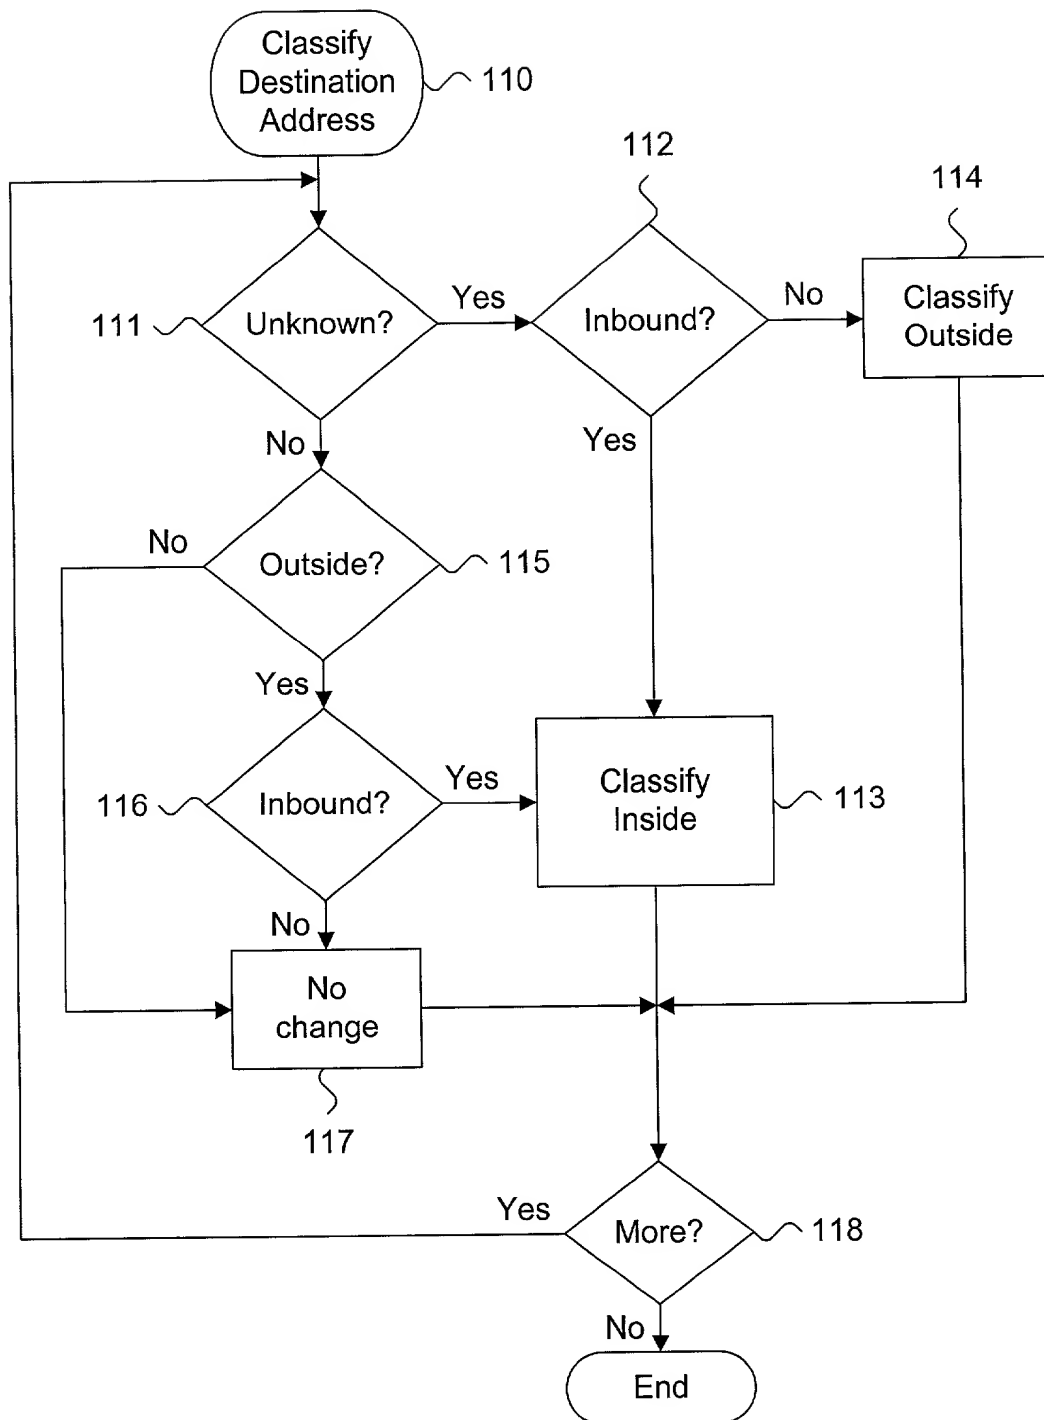 Classify
Destination
Address
110
112
114
111
Unknown?
Yes
Inbound?
No
Classify
Outside
No
Yes
No
Outside?
115
Yes
116
Inbound?
Yes
Classify
Inside
113
No
No
change
117
Yes
More?
118
No
End